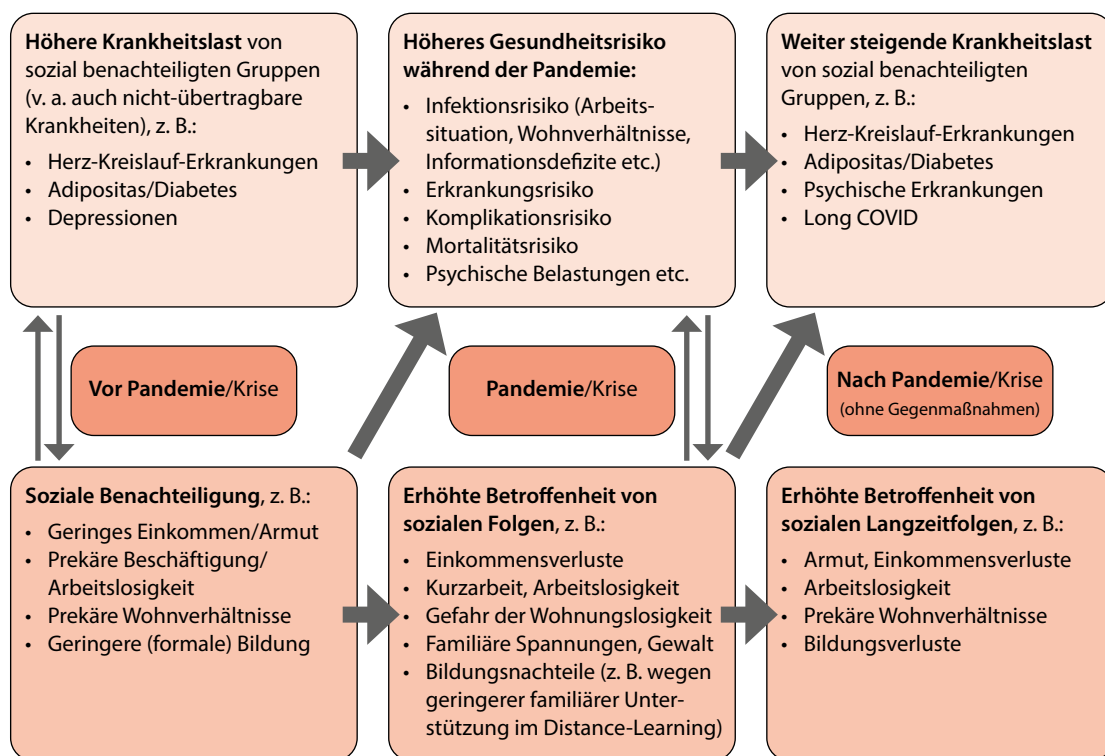 Höhere Krankheitslast von
sozial benachteiligten Gruppen
(v. a. auch nicht-übertragbare
Krankheiten), z. B.:
• Herz-Kreislauf-Erkrankungen
• Adipositas/Diabetes
• Depressionen
Höheres Gesundheitsrisiko
während der Pandemie:
• Infektionsrisiko (Arbeits-
situation, Wohnverhältnisse,
Informationsdefizite etc.)
• Erkrankungsrisiko
• Komplikationsrisiko
• Mortalitätsrisiko
• Psychische Belastungen etc.
Weiter steigende Krankheitslast
von sozial benachteiligten
Gruppen, z. B.:
• Herz-Kreislauf-Erkrankungen
• Adipositas/Diabetes
• Psychische Erkrankungen
• Long COVID
Vor Pandemie/Krise
Pandemie/Krise
Nach Pandemie/Krise
(ohne Gegenmaßnahmen)
Soziale Benachteiligung, z. B.:
• Geringes Einkommen/Armut
• Prekäre Beschäftigung/
Arbeitslosigkeit
• Prekäre Wohnverhältnisse
• Geringere (formale) Bildung
Erhöhte Betroffenheit von
sozialen Folgen, z. B.:
• Einkommensverluste
• Kurzarbeit, Arbeitslosigkeit
• Gefahr der Wohnungslosigkeit
• Familiäre Spannungen, Gewalt
• Bildungsnachteile (z. B. wegen
geringerer familiärer Unter-
stützung im Distance-Learning)
Erhöhte Betroffenheit von
sozialen Langzeitfolgen, z. B.:
• Armut, Einkommensverluste
• Arbeitslosigkeit
• Prekäre Wohnverhältnisse
• Bildungsverluste